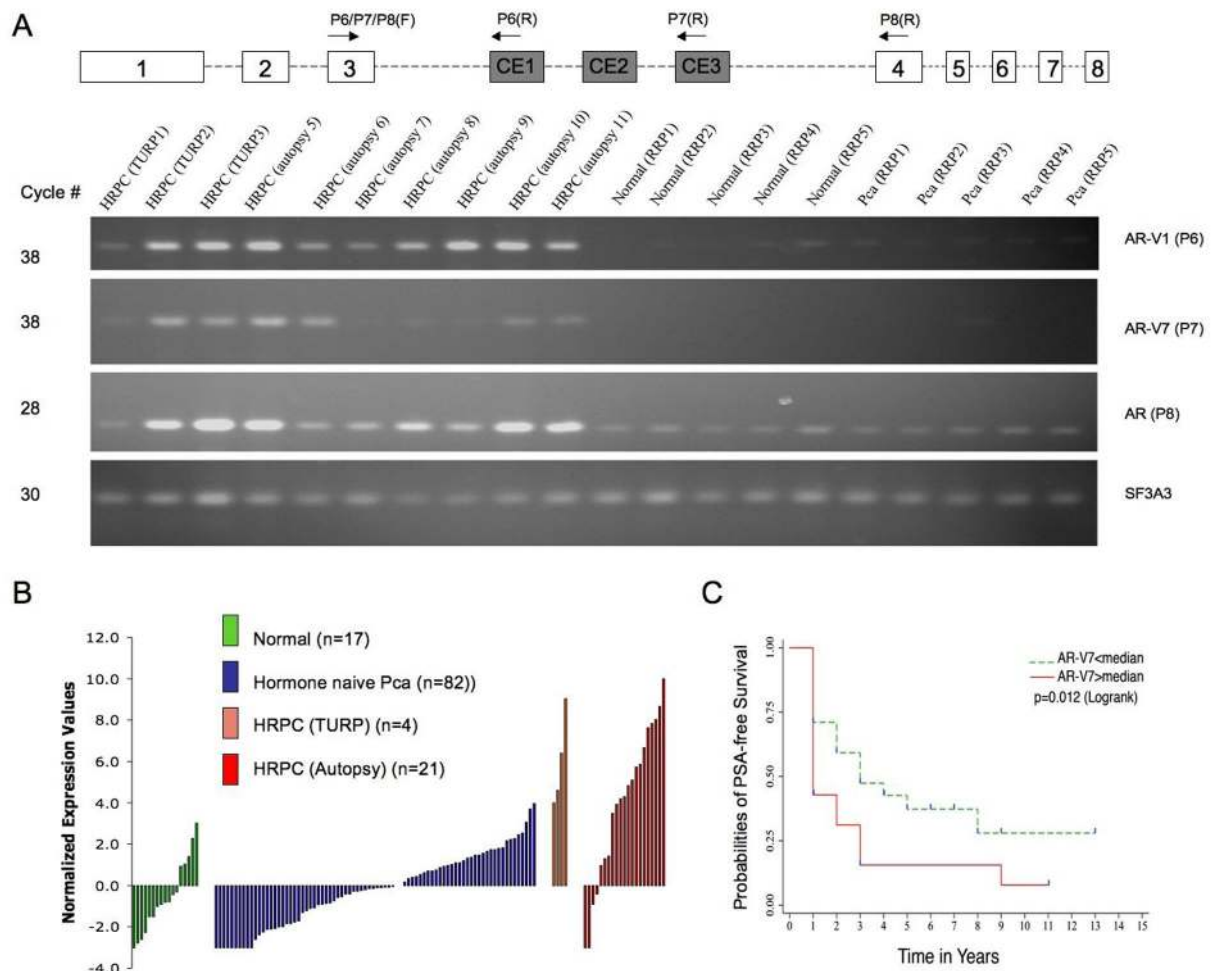 A
P6/P7/P8(F)
P6(R)
P7(R)
P8(R)
1
2
3
CE1
CE2
CE3
4
5
6
7
8
Cycle #
HRPC (TURP1)
HRPC (TURP2)
HRPC (TURP3)
HRPC (autopsy 5)
HRPC (autopsy 6)
HRPC (autopsy 7)
HRPC (autopsy 8)
HRPC (autopsy 9)
HRPC (autopsy 10)
HRPC (autopsy 11)
Normal (RRP1)
Normal (RRP2)
Normal (RRP3)
Normal (RRP4)
Normal (RRP5)
Pca (RRP1)
Pca (RRP2)
Pca (RRP3)
Pca (RRP4)
Pca (RRP5)
38
AR-V1 (P6)
38
AR-V7 (P7)
28
AR (P8)
30
SF3A3
B
Normalized Expression Values
12.0
10.0
8.0
6.0
4.0
2.0
0.0
-2.0
-4.0
Normal (n=17)
Hormone naive Pca (n=82))
HRPC (TURP) (n=4)
HRPC (Autopsy) (n=21)
C
Probabilities of PSA-free Survival
1.00
0.75
0.50
0.25
0.00
AR-V7<median
AR-V7>median
p=0.012 (Logrank)
0 1 2 3 4 5 6 7 8 9 10 11 12 13 14 15
Time in Years